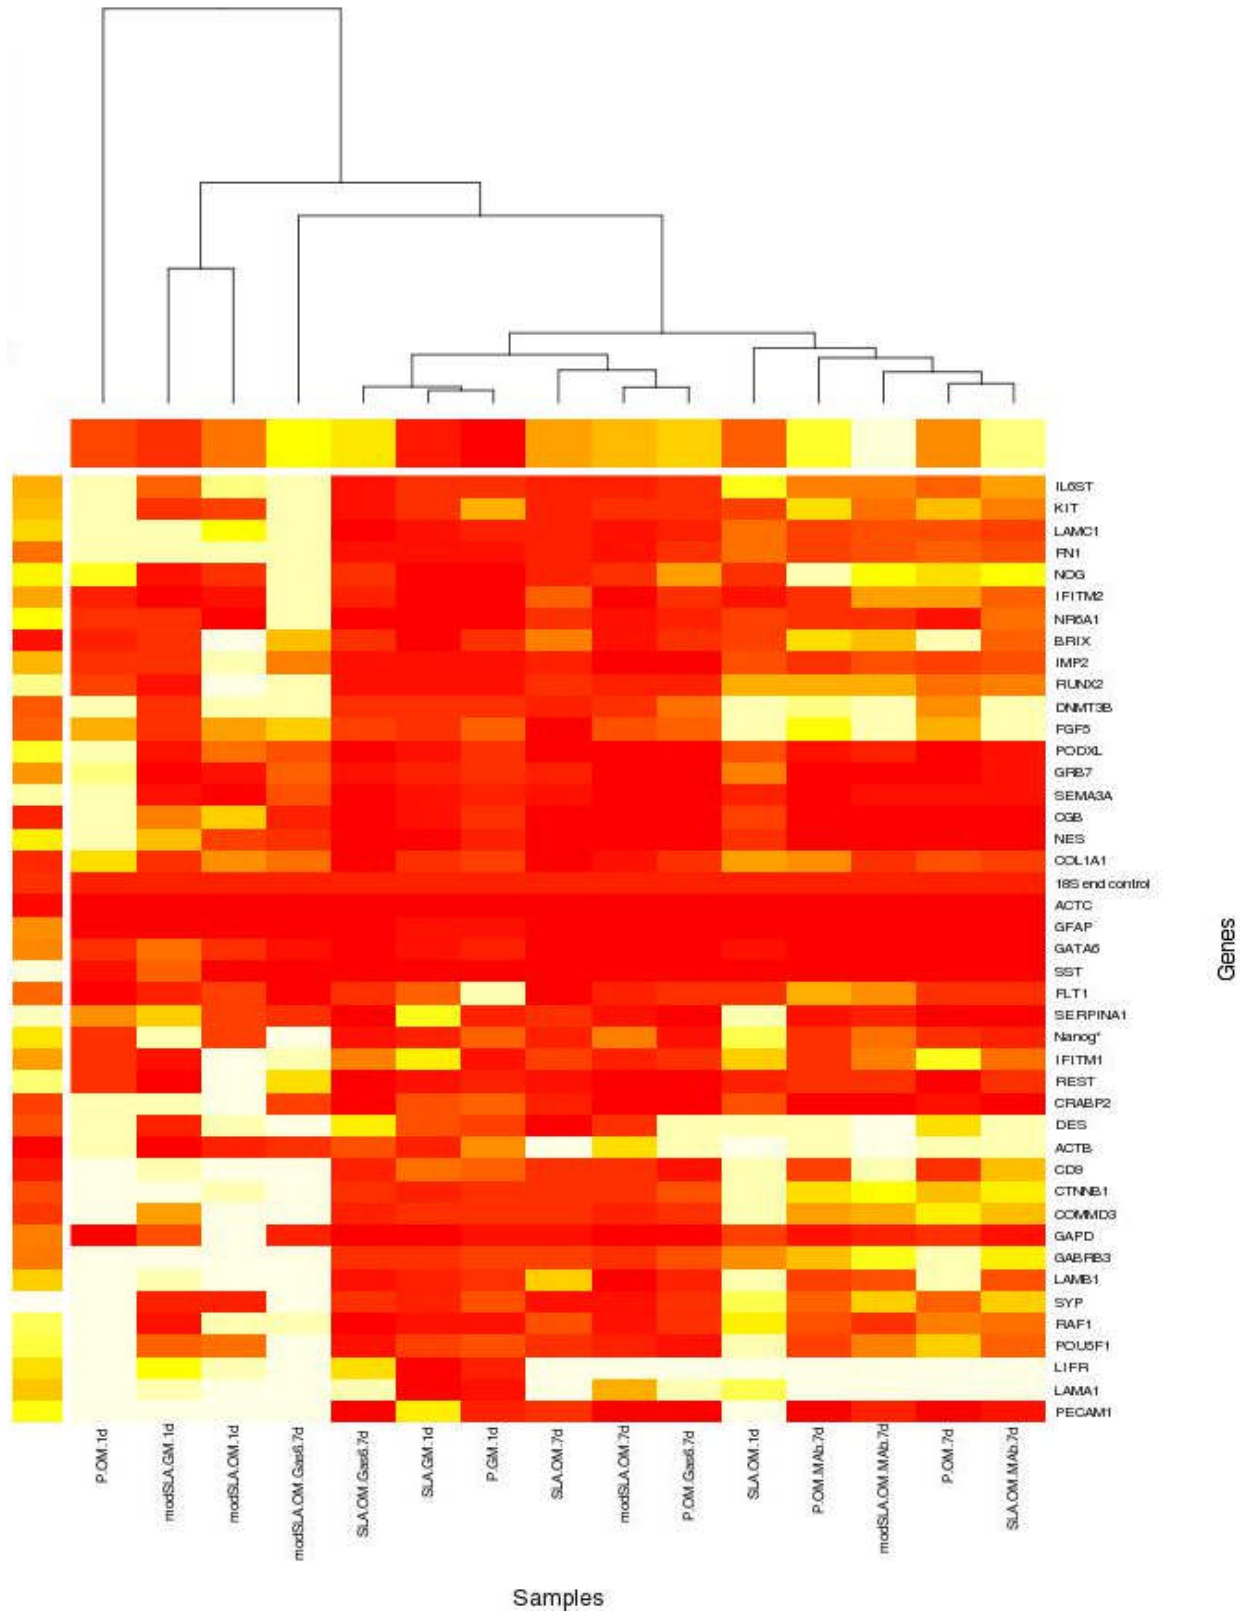 IL6ST
KIT
LAMC1
FN1
NOG
IFITM2
NR6A1
BRIX
IMP2
RUNX2
DNMT3B
FGF5
PODXL
GRB7
SEMA3A
CGB
NES
COL1A1
18S end control
ACTC
GFAP
GATA6
SST
FLT1
SERPINA1
Nanog*
IFITM1
REST
CRABP2
DES
ACTB
CD9
CTNNB1
COMMD3
GAPD
GABRB3
LAMB1
SYP
RAF1
POU5F1
LIFR
LAMA1
PECAM1
Genes
P.OM.1d
modSLA.GM.1d
modSLA.OM.1d
modSLA.OM.Gas6.7d
SLA.OM.Gas6.7d
SLA.GM.1d
P.GM.1d
SLA.OM.7d
modSLA.OM.7d
P.OM.Gas6.7d
SLA.OM.1d
P.OM.MAb.7d
modSLA.OM.MAb.7d
P.OM.7d
SLA.OM.MAb.7d
Samples